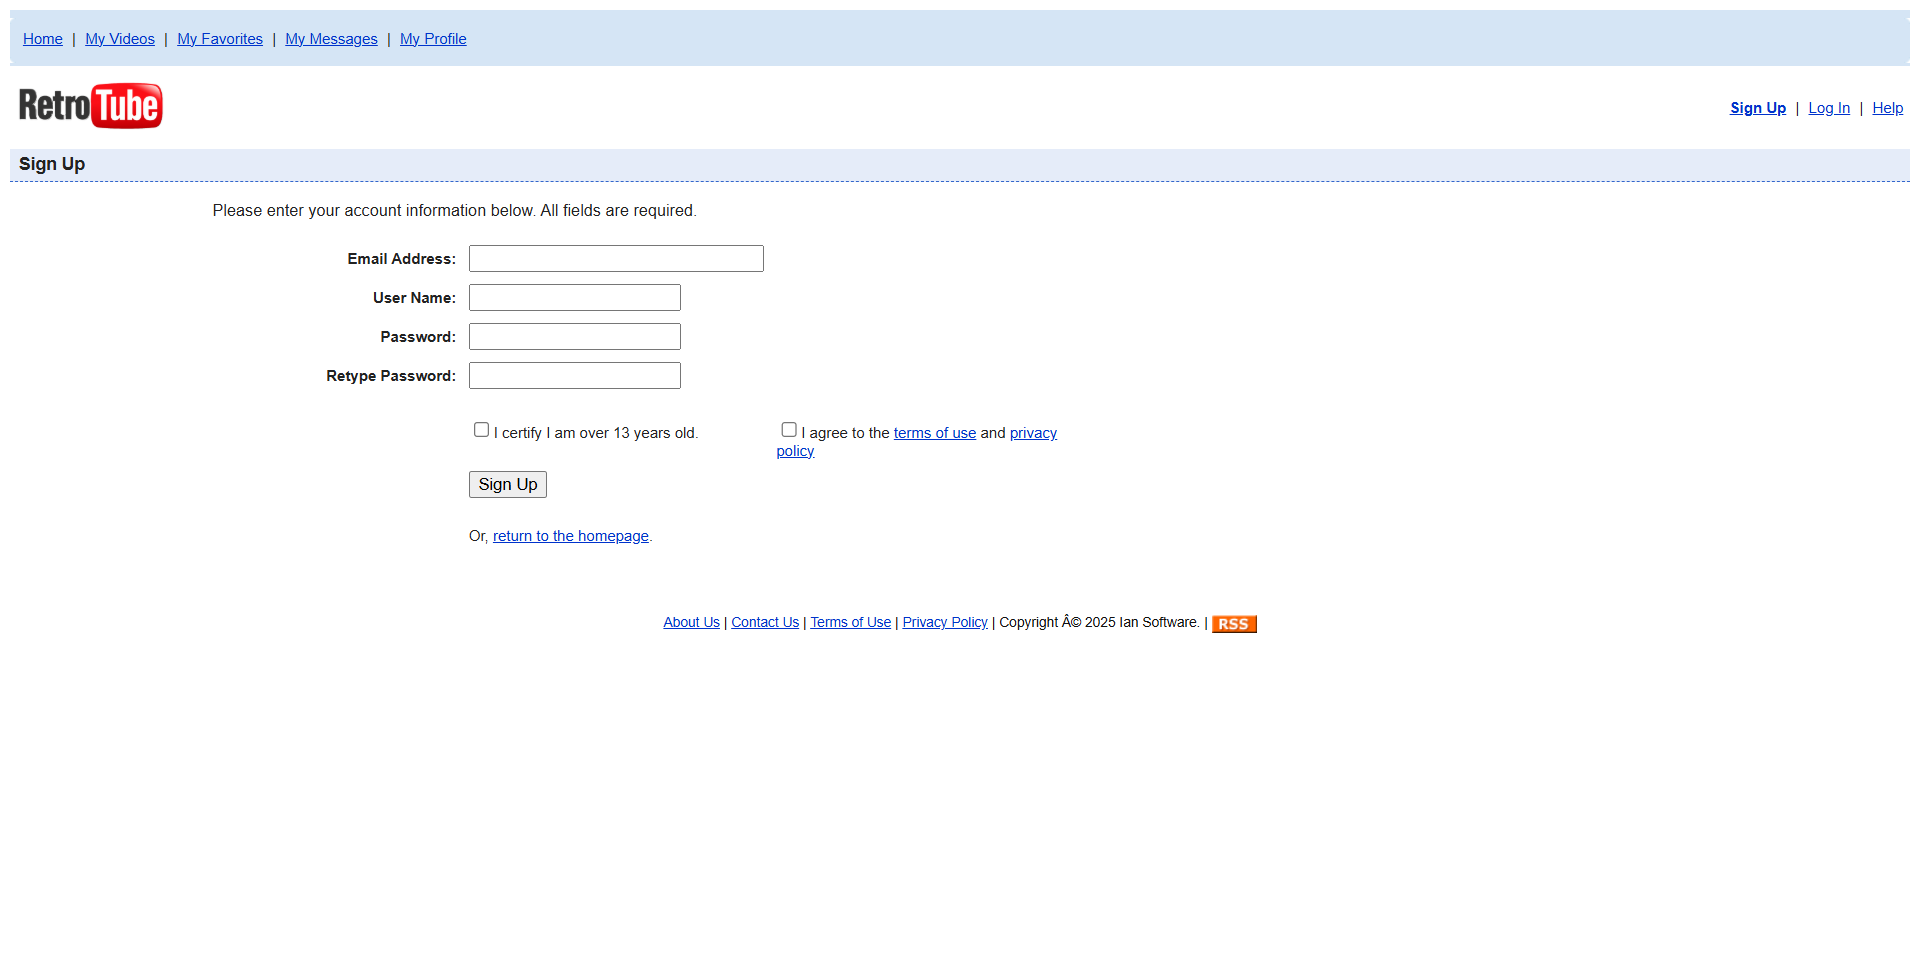 Home | My Videos | My Favorites | My Messages | My Profile
RetroTube
Sign Up | Log In | Help
Sign Up
Please enter your account information below. All fields are required.
Email Address:
User Name:
Password:
Retype Password:
I certify I am over 13 years old.
I agree to the terms of use and privacy
policy
Sign Up
Or, return to the homepage.
About Us | Contact Us | Terms of Use | Privacy Policy | Copyright Â© 2025 Ian Software. | RSS